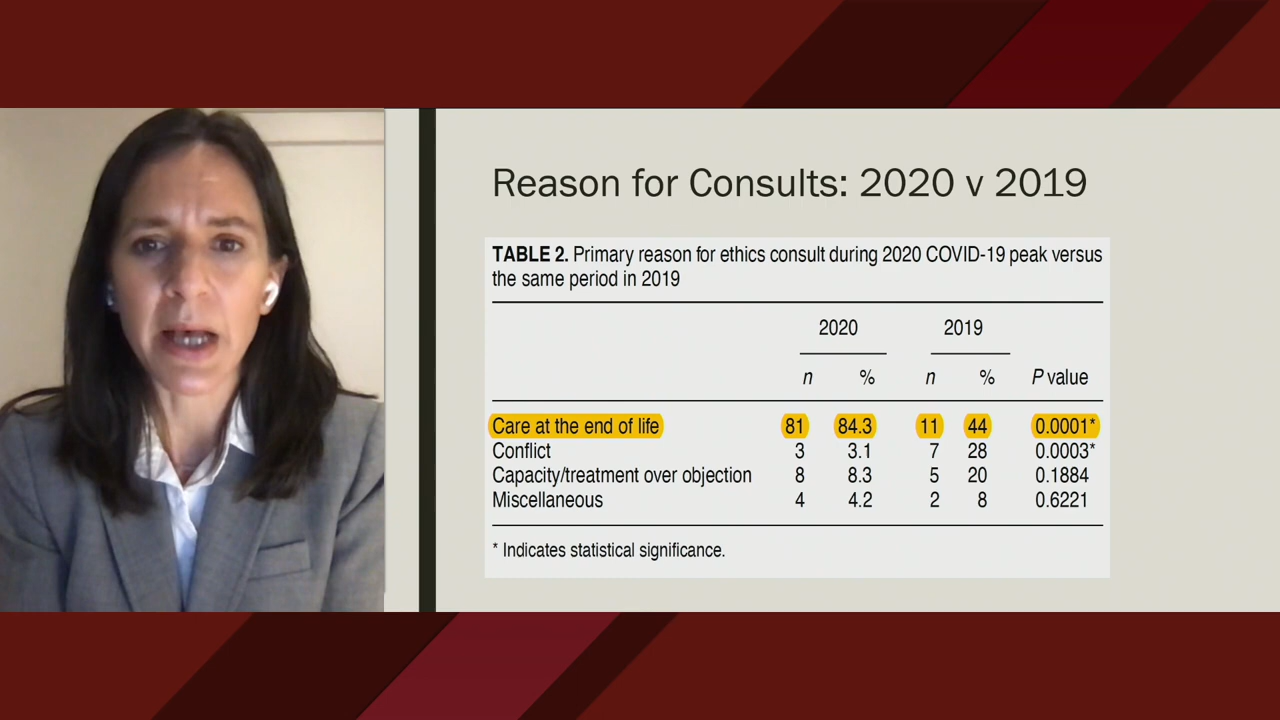 Reason for Consults: 2020 v 2019
TABLE 2. Primary reason for ethics consult during 2020 COVID-19 peak versus
the same period in 2019
2020 2019
n % n % P value
Care at the end of life 81 84.3 11 44 0.0001*
Conflict 3 3.1 7 28 0.0003*
Capacity/treatment over objection 8 8.3 5 20 0.1884
Miscellaneous 4 4.2 2 8 0.6221
* Indicates statistical significance.